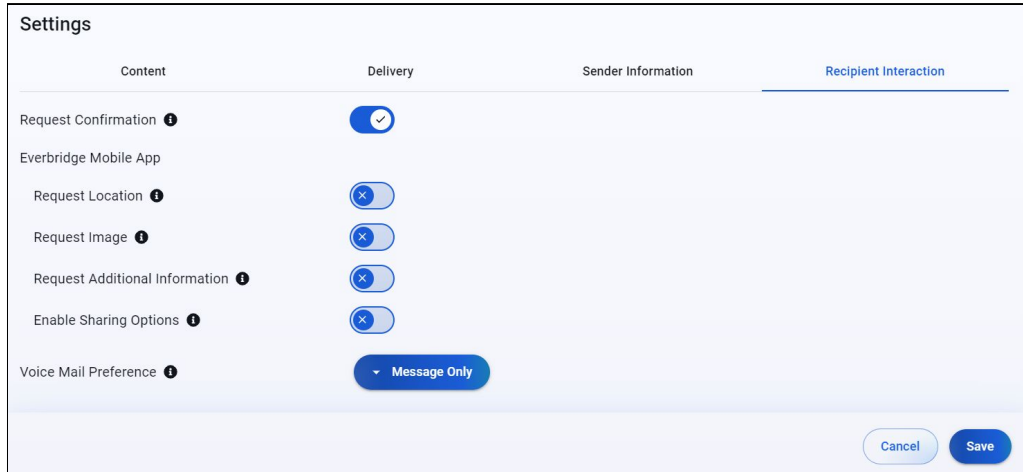 Settings
Content Delivery Sender Information Recipient Interaction
Request Confirmation
Everbridge Mobile App
Request Location
Request Image
Request Additional Information
Enable Sharing Options
Voice Mail Preference Message Only
Cancel Save